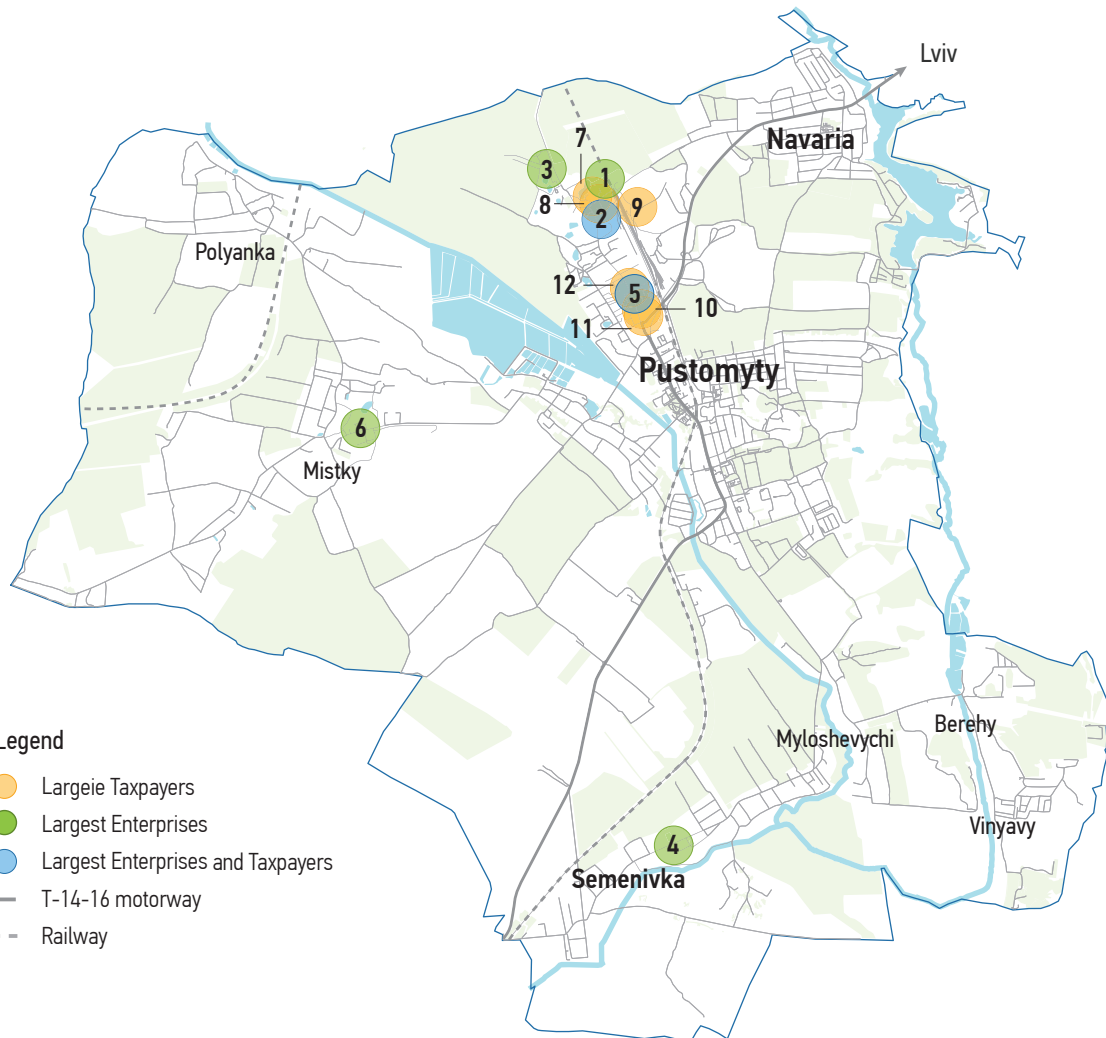 Lviv
Navaria
7
3
1
8
9
2
Polyanka
12
5
10
11
Pustomyty
6
Mistky
Legend
Largeie Taxpayers
Largest Enterprises
Largest Enterprises and Taxpayers
T-14-16 motorway
Railway
Myloshevychi
Berehy
Vinyavy
4
Semenivka